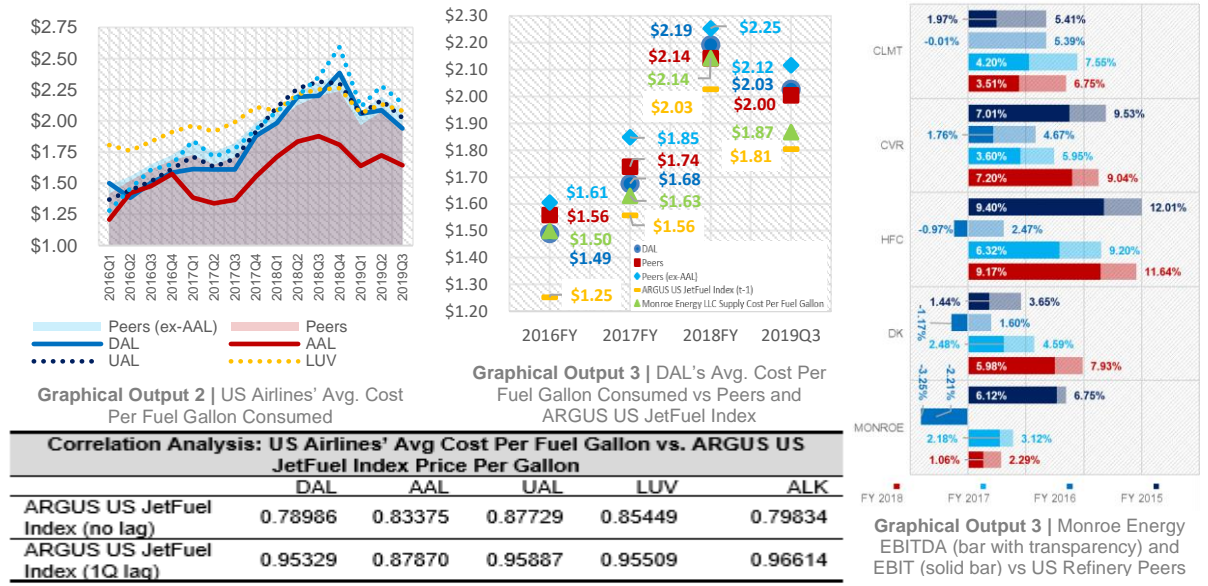 $2.75
$2.50
$2.25
$2.00
$1.75
$1.50
$1.25
$1.00
2016Q1
2016Q2
2016Q3
2016Q4
2017Q1
2017Q2
2017Q3
2017Q4
2018Q1
2018Q2
2018Q3
2018Q4
2019Q1
2019Q2
2019Q3
Peers (ex-AAL)
Peers
DAL
AAL
UAL
LUV
Graphical Output 2 | US Airlines' Avg. Cost
Per Fuel Gallon Consumed
$2.30
$2.20
$2.10
$2.00
$1.90
$1.80
$1.70
$1.60
$1.50
$1.40
$1.30
$1.20
$1.61
$1.56
$1.50
$1.49
$1.25
$1.85
$1.74
$1.68
$1.63
$1.56
$2.19
$2.25
$2.14
$2.14
$2.03
$2.12
$2.03
$2.00
$1.87
$1.81
DAL
Peers
Peers (ex-AAL)
ARGUS US JetFuel Index (t-1)
Monroe Energy LLC Supply Cost Per Fuel Gallon
2016FY
2017FY
2018FY
2019Q3
Graphical Output 3 | DAL's Avg. Cost Per
Fuel Gallon Consumed vs Peers and
ARGUS US JetFuel Index
Correlation Analysis: US Airlines' Avg Cost Per Fuel Gallon vs. ARGUS US
JetFuel Index Price Per Gallon
DAL AAL UAL LUV ALK
ARGUS US JetFuel
Index (no lag) 0.78986 0.83375 0.87729 0.85449 0.79834
ARGUS US JetFuel
Index (1Q lag) 0.95329 0.87870 0.95887 0.95509 0.96614
CLMT
1.97% 5.41%
-0.01% 5.39%
4.20% 7.55%
3.51% 6.75%
CVR
7.01% 9.53%
1.76% 4.67%
3.60% 5.95%
7.20% 9.04%
HFC
9.40% 12.01%
-0.97% 2.47%
6.32% 9.20%
9.17% 11.64%
DK
1.44% 3.65%
-1.17% 1.60%
2.48% 4.59%
5.98% 7.93%
MONROE
6.12% 6.75%
-3.25% -2.21%
2.18% 3.12%
1.06% 2.29%
FY 2018
FY 2017
FY 2016
FY 2015
Graphical Output 3 | Monroe Energy
EBITDA (bar with transparency) and
EBIT (solid bar) vs US Refinery Peers